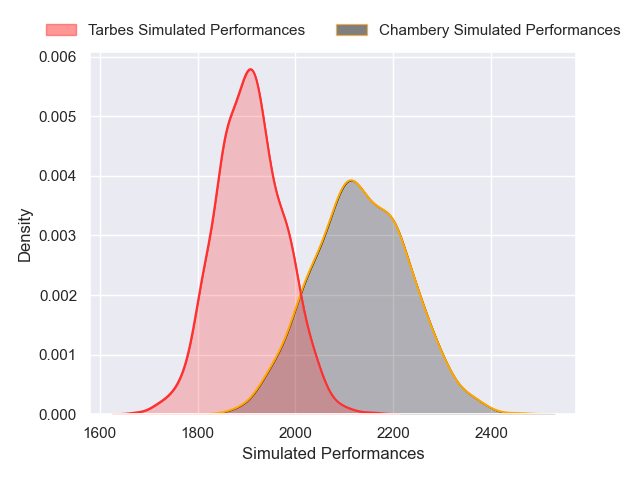 Tarbes Simulated Performances Chambery Simulated Performances
0.006
0.005
0.004
0.003
0.002
0.001
0.000
Density
1600 1800 2000 2200 2400
Simulated Performances